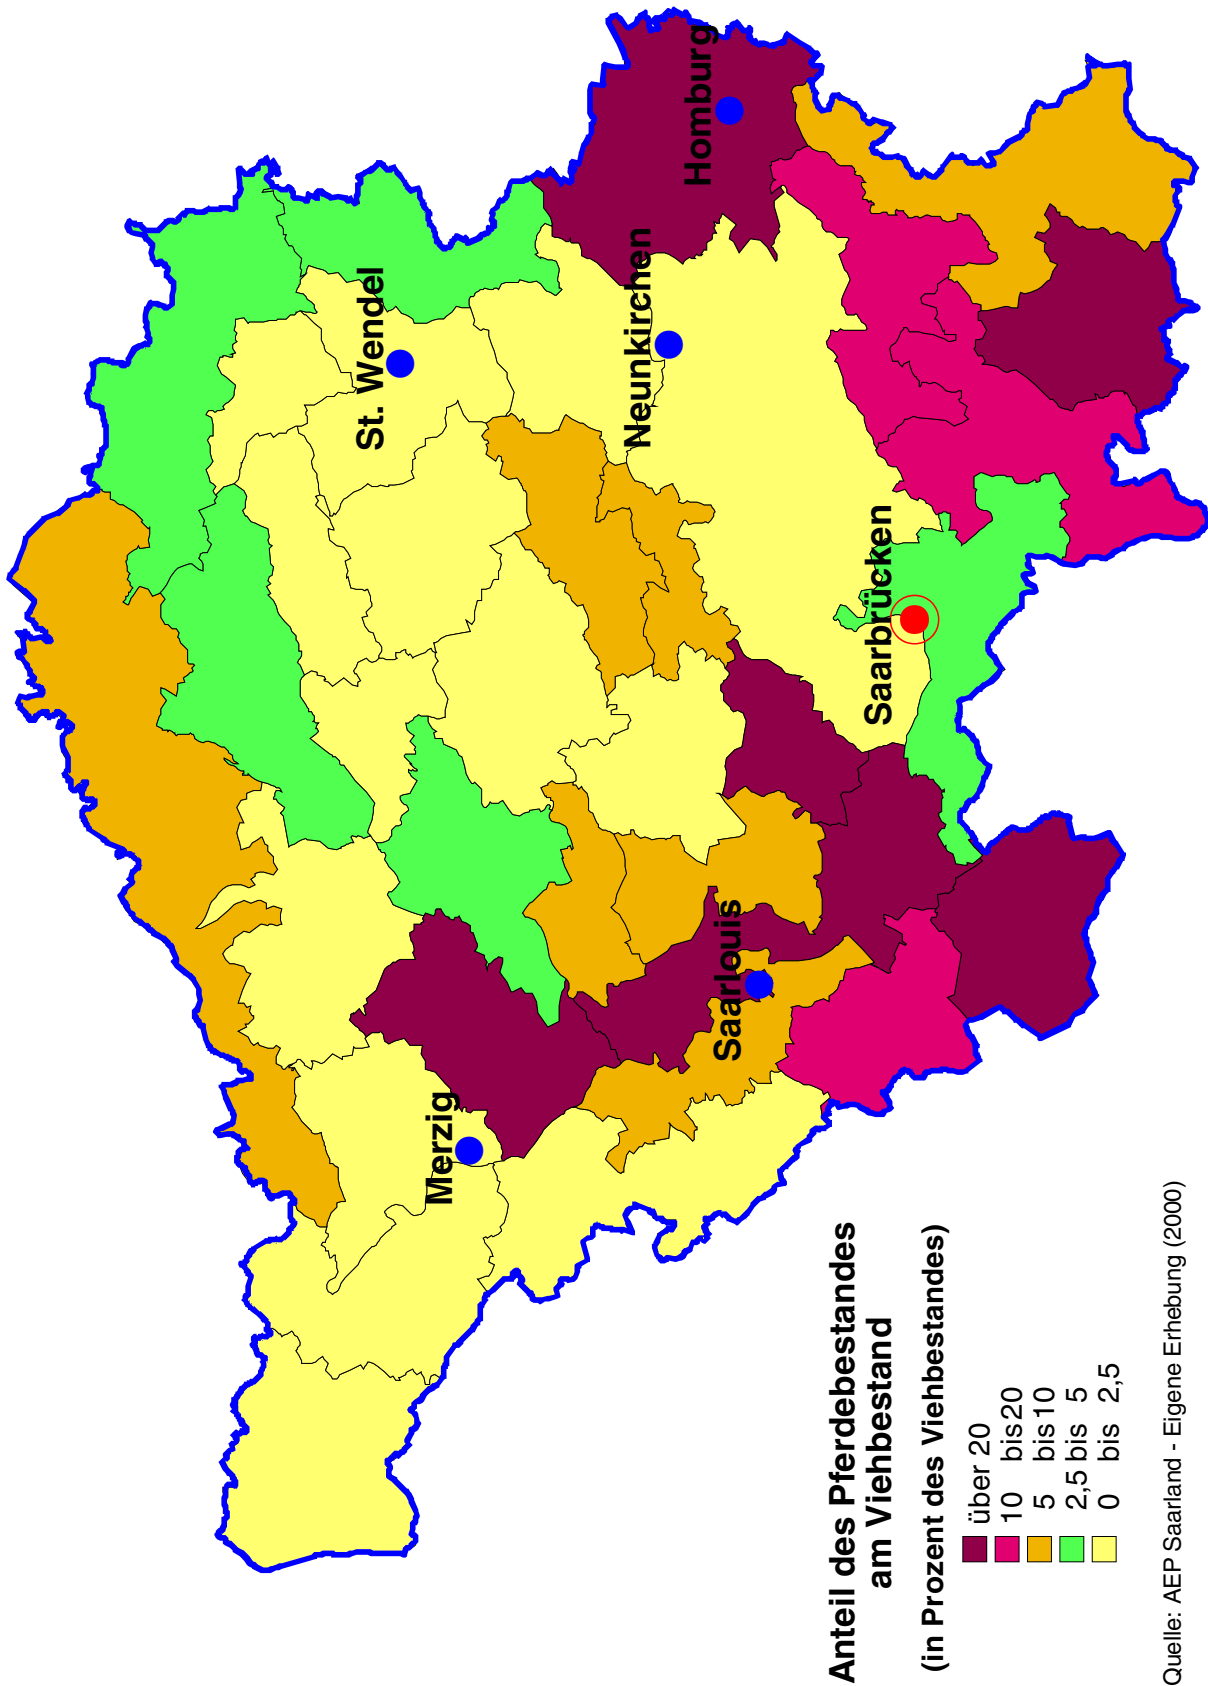 Homburg
St. Wendel
Neunkirchen
Saarbrücken
Saarlouis
Merzig
Anteil des Pferdebestandes
am Viehbestand
(in Prozent des Viehbestandes)
über 20
10 bis 20
5 bis 10
2,5 bis 5
0 bis 2,5
Quelle: AEP Saarland - Eigene Erhebung (2000)